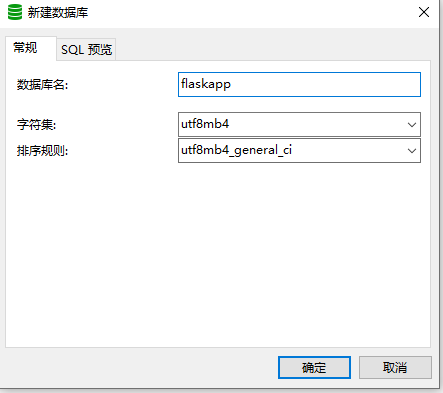 新建数据库
常规 SQL 预览
数据库名: flaskapp
字符集: utf8mb4
排序规则: utf8mb4_general_ci
确定 取消